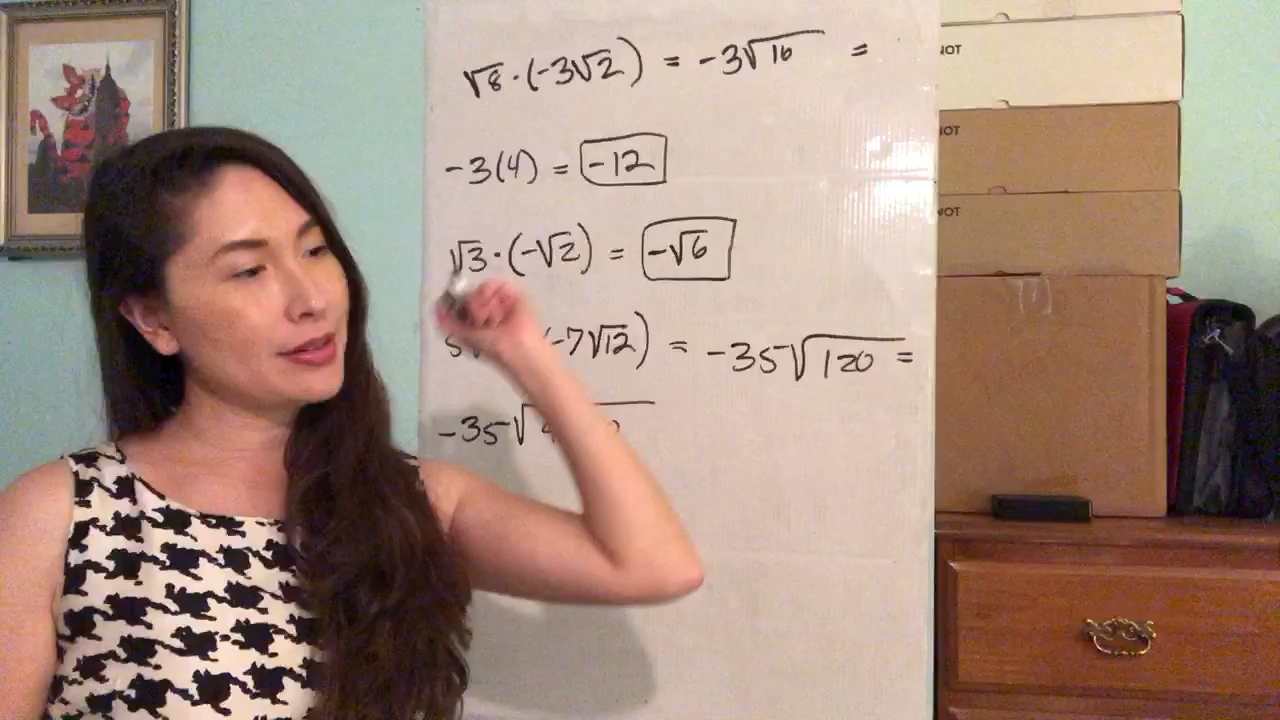 √8·(-3√2) = -3√16 =
-3(4) = -12
√3·(-√2) = -√6
5√ (-7√12) = -35√120 =
-35√
NOT
NOT
NOT